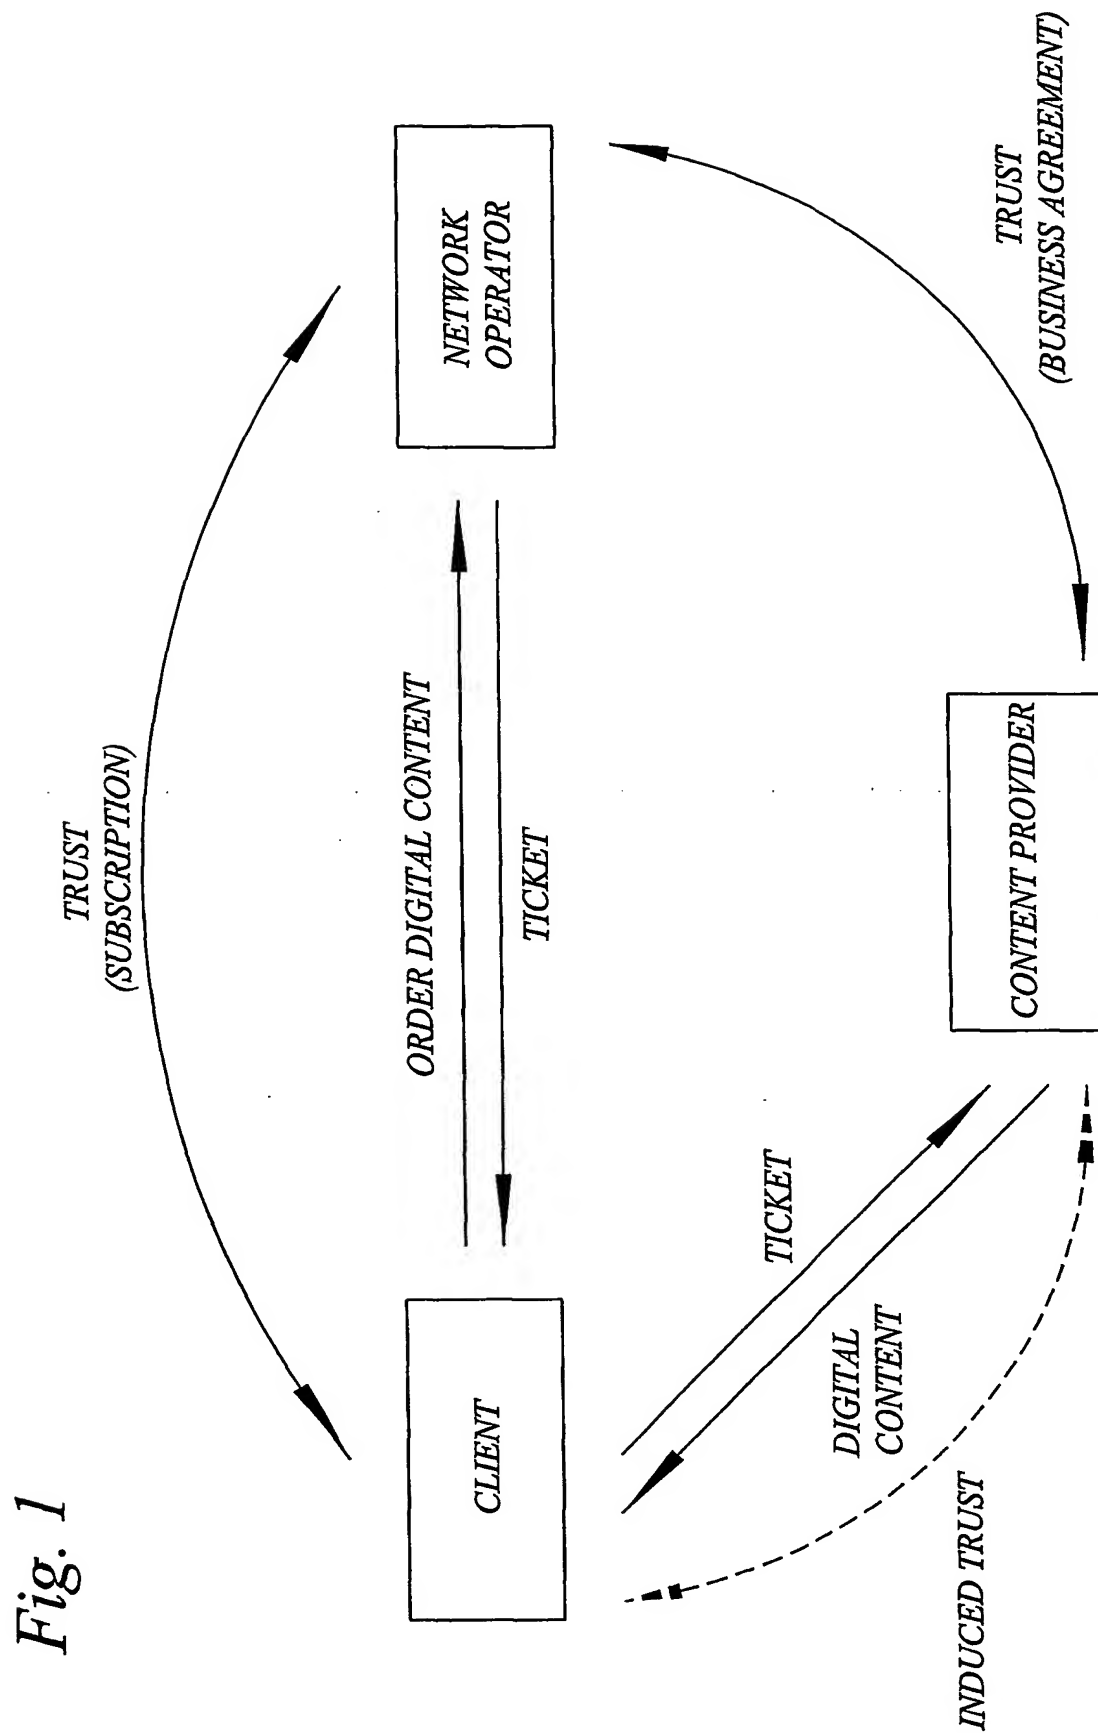 Fig. 1
TRUST
(SUBSCRIPTION)
CLIENT
ORDER DIGITAL CONTENT
TICKET
NETWORK
OPERATOR
TICKET
DIGITAL
CONTENT
INDUCED TRUST
CONTENT PROVIDER
TRUST
(BUSINESS AGREEMENT)